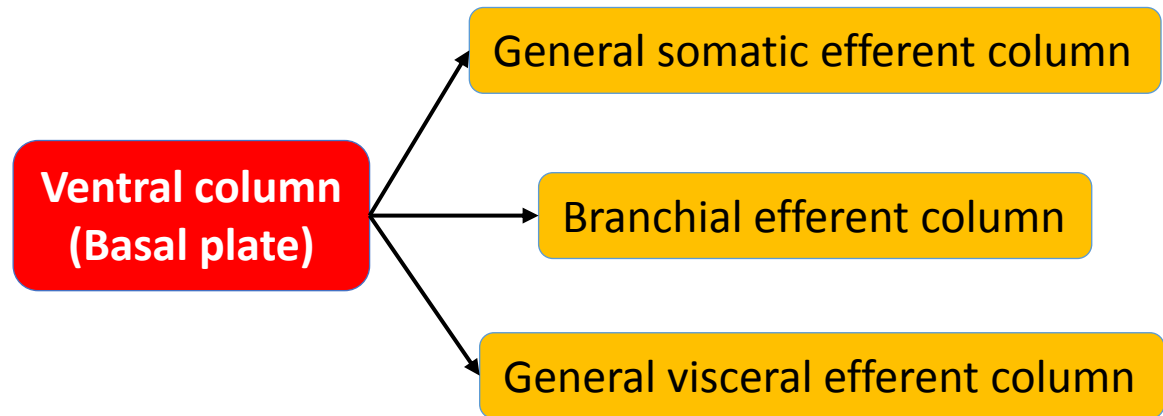 General somatic efferent column
Ventral column
(Basal plate)
Branchial efferent column
General visceral efferent column